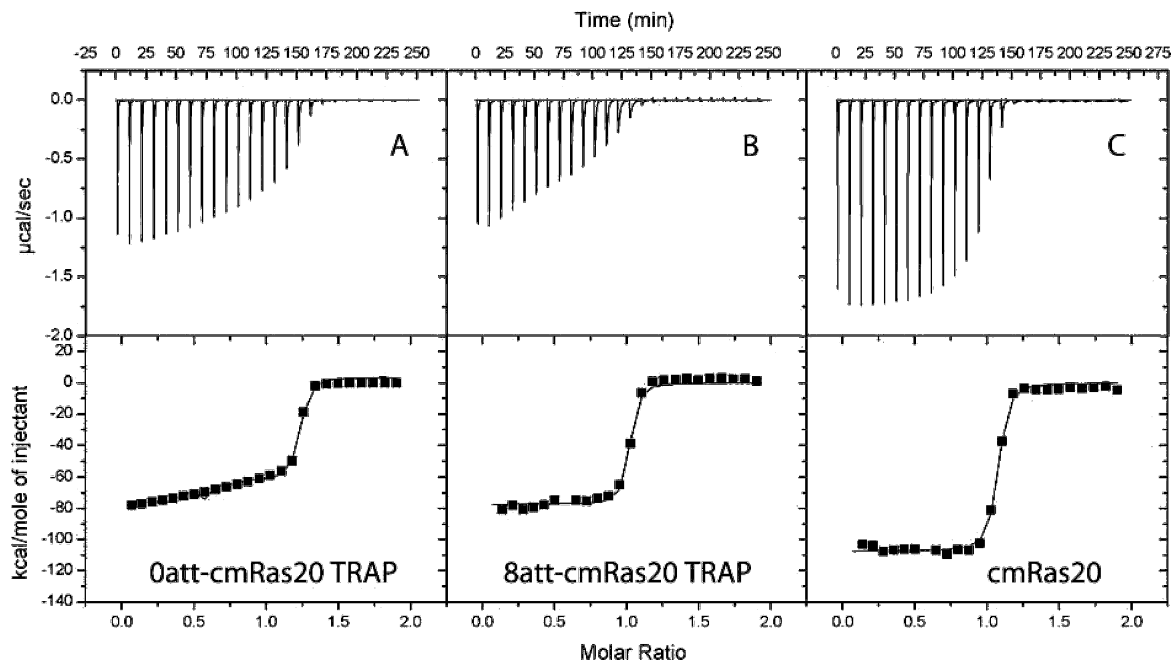 Time (min)
-25 0 25 50 75 100 125 150 175 200 225 250
0 25 50 75 100 125 150 175 200 225 250
0 25 50 75 100 125 150 175 200 225 250 275
0.0
-0.5
-1.0
-1.5
-2.0
µcal/sec
A
B
C
20
0
-20
-40
-60
-80
-100
-120
-140
kcal/mole of injectant
0att-cmRas20 TRAP
8att-cmRas20 TRAP
cmRas20
0.0 0.5 1.0 1.5 2.0
0.0 0.5 1.0 1.5 2.0
0.0 0.5 1.0 1.5 2.0
Molar Ratio